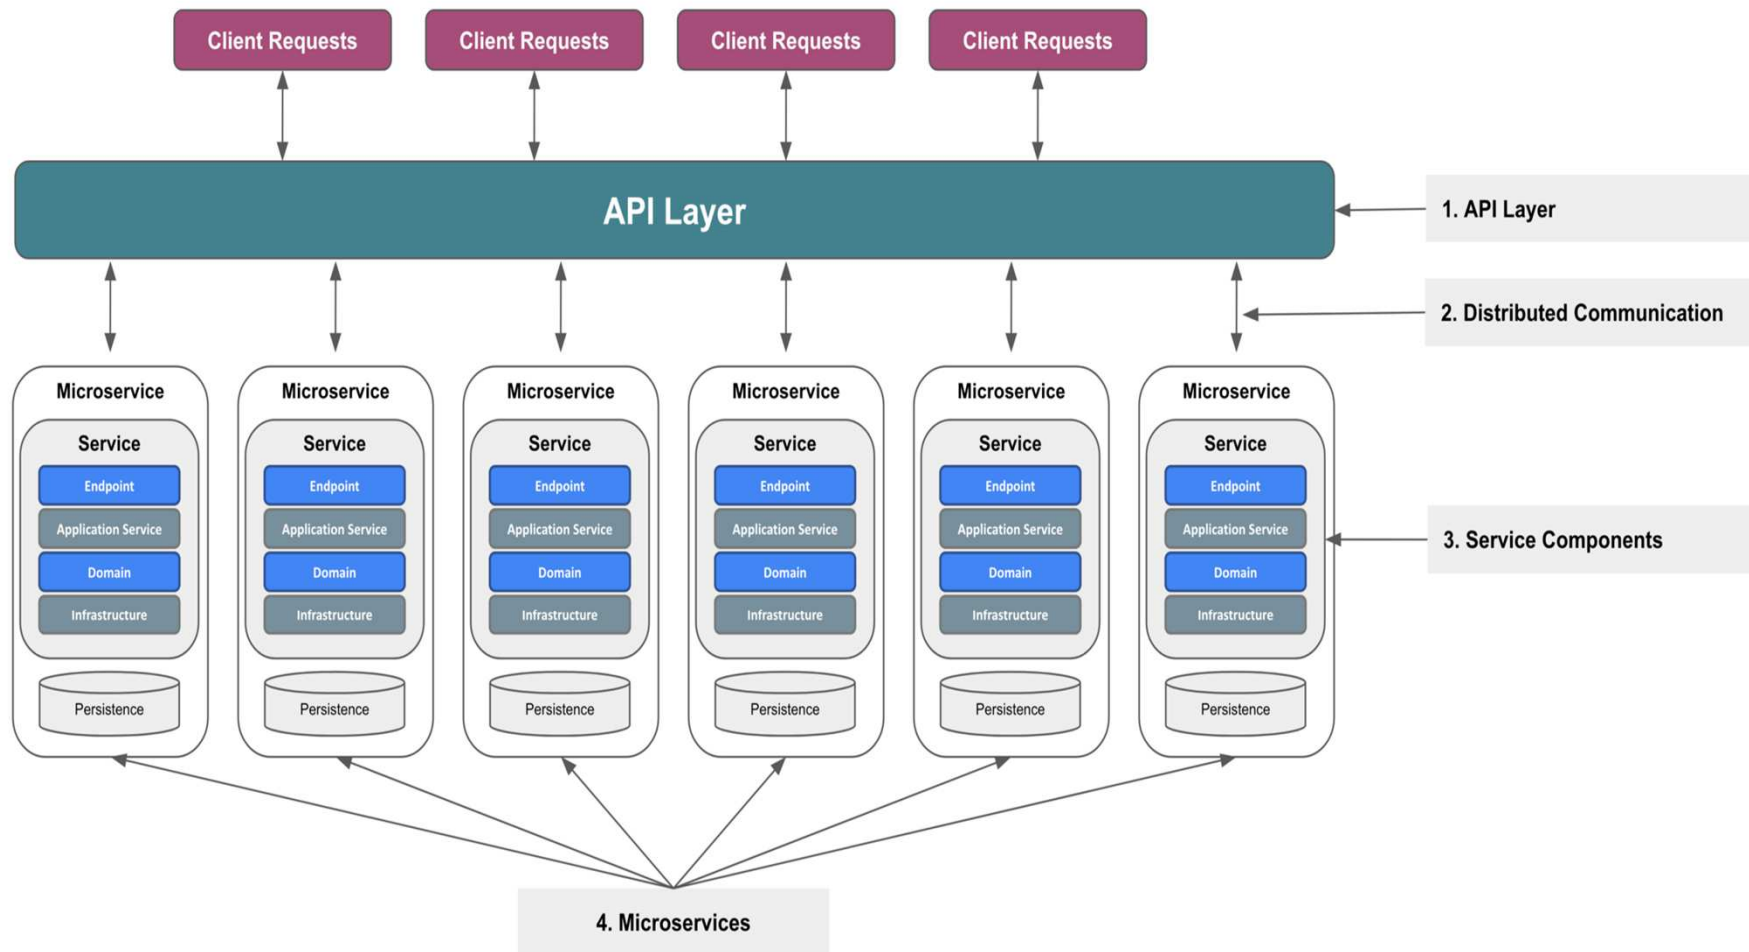 Client Requests Client Requests Client Requests Client Requests
API Layer
1. API Layer
2. Distributed Communication
Microservice Microservice Microservice Microservice Microservice Microservice
Service Service Service Service Service Service
Endpoint Endpoint Endpoint Endpoint Endpoint Endpoint
Application Service Application Service Application Service Application Service Application Service Application Service
3. Service Components
Domain Domain Domain Domain Domain Domain
Infrastructure Infrastructure Infrastructure Infrastructure Infrastructure Infrastructure
Persistence Persistence Persistence Persistence Persistence Persistence
4. Microservices